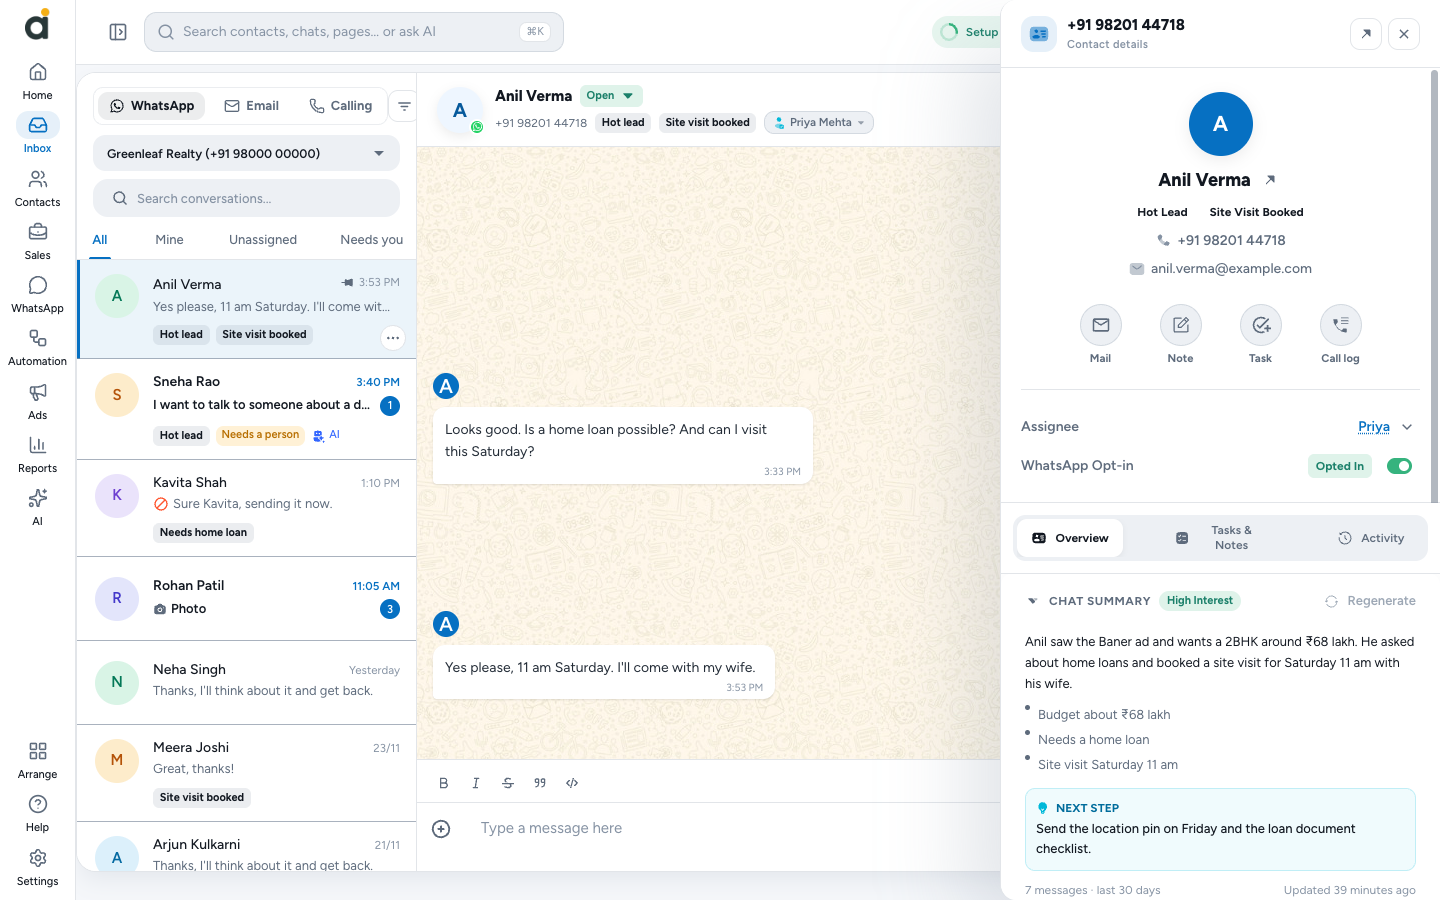 Home
Inbox
Contacts
Sales
WhatsApp
Automation
Ads
Reports
AI
Arrange
Help
Settings
Search contacts, chats, pages... or ask AI
⌘K
Setup
WhatsApp
Email
Calling
Greenleaf Realty (+91 98000 00000)
Search conversations...
All
Mine
Unassigned
Needs you
A
Anil Verma
3:53 PM
Yes please, 11 am Saturday. I'll come wit...
Hot lead
Site visit booked
S
Sneha Rao
3:40 PM
I want to talk to someone about a d...
1
Hot lead
Needs a person
AI
K
Kavita Shah
1:10 PM
Sure Kavita, sending it now.
Needs home loan
R
Rohan Patil
11:05 AM
Photo
3
N
Neha Singh
Yesterday
Thanks, I'll think about it and get back.
M
Meera Joshi
23/11
Great, thanks!
Site visit booked
A
Arjun Kulkarni
21/11
Thanks, I'll think about it and get back.
A
Anil Verma
Open
+91 98201 44718
Hot lead
Site visit booked
Priya Mehta
A
Looks good. Is a home loan possible? And can I visit
this Saturday?
3:33 PM
A
Yes please, 11 am Saturday. I'll come with my wife.
3:53 PM
B
I
S
Type a message here
+91 98201 44718
Contact details
A
Anil Verma
Hot Lead
Site Visit Booked
+91 98201 44718
anil.verma@example.com
Mail
Note
Task
Call log
Assignee
Priya
WhatsApp Opt-in
Opted In
Overview
Tasks &
Notes
Activity
CHAT SUMMARY
High Interest
Regenerate
Anil saw the Baner ad and wants a 2BHK around ₹68 lakh. He asked
about home loans and booked a site visit for Saturday 11 am with
his wife.
Budget about ₹68 lakh
Needs a home loan
Site visit Saturday 11 am
NEXT STEP
Send the location pin on Friday and the loan document
checklist.
7 messages · last 30 days
Updated 39 minutes ago